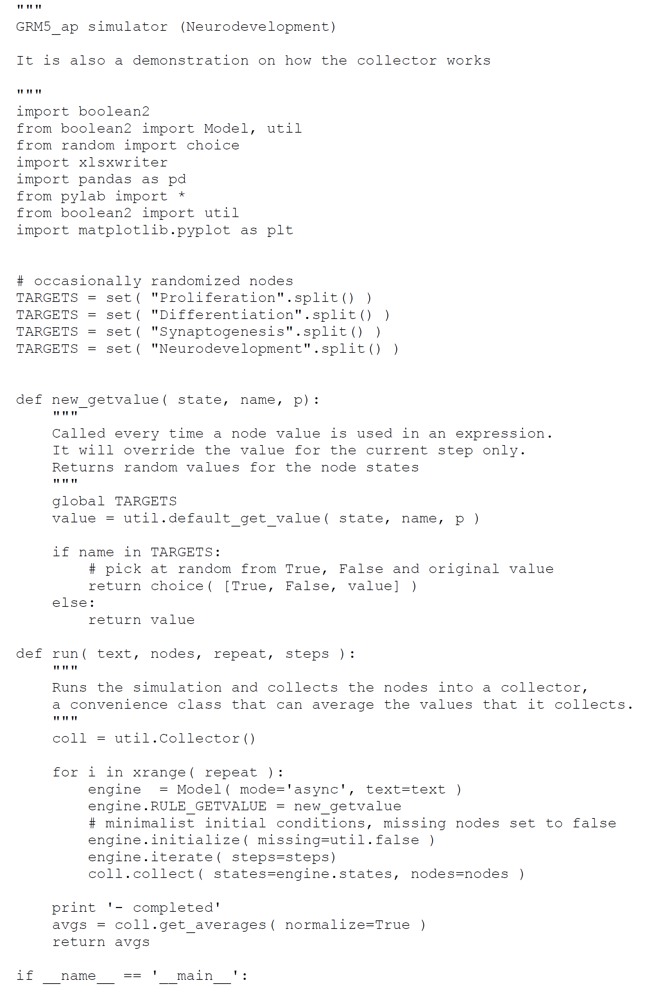 """
GRM5_ap simulator (Neurodevelopment)
It is also a demonstration on how the collector works
"""
import boolean2
from boolean2 import Model, util
from random import choice
import xlsxwriter
import pandas as pd
from pylab import *
from boolean2 import util
import matplotlib.pyplot as plt
# occasionally randomized nodes
TARGETS = set( "Proliferation".split() )
TARGETS = set( "Differentiation".split() )
TARGETS = set( "Synaptogenesis".split() )
TARGETS = set( "Neurodevelopment".split() )
def new_getvalue( state, name, p):
    """
    Called every time a node value is used in an expression.
    It will override the value for the current step only.
    Returns random values for the node states
    """
    global TARGETS
    value = util.default_get_value( state, name, p )
    if name in TARGETS:
        # pick at random from True, False and original value
        return choice( [True, False, value] )
    else:
        return value
def run( text, nodes, repeat, steps ):
    """
    Runs the simulation and collects the nodes into a collector,
    a convenience class that can average the values that it collects.
    """
    coll = util.Collector()
    for i in xrange( repeat ):
        engine  = Model( mode='async', text=text )
        engine.RULE_GETVALUE = new_getvalue
        # minimalist initial conditions, missing nodes set to false
        engine.initialize( missing=util.false )
        engine.iterate( steps=steps)
        coll.collect( states=engine.states, nodes=nodes )
    print '- completed'
    avgs = coll.get_averages( normalize=True )
    return avgs
if __name__ == '__main__':